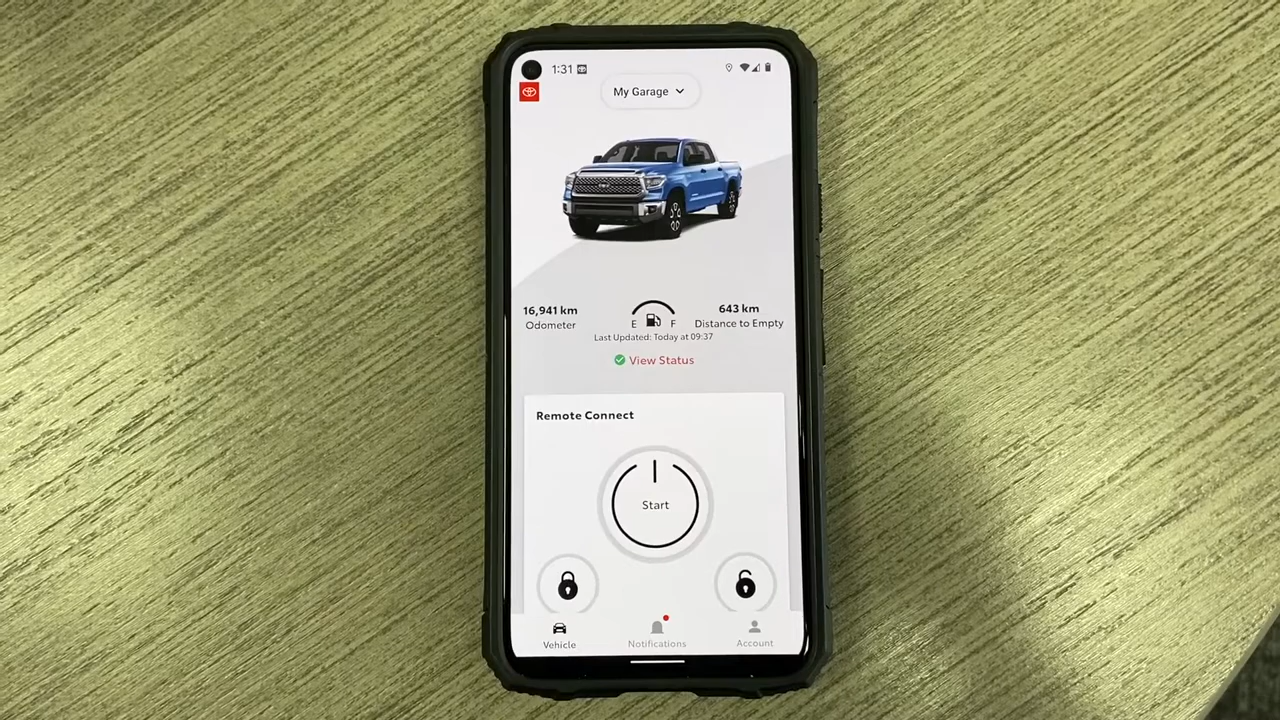 1:31
My Garage
16,941 km
Odometer
E F
643 km
Distance to Empty
Last Updated: Today at 09:37
View Status
Remote Connect
Start
Vehicle
Notifications
Account